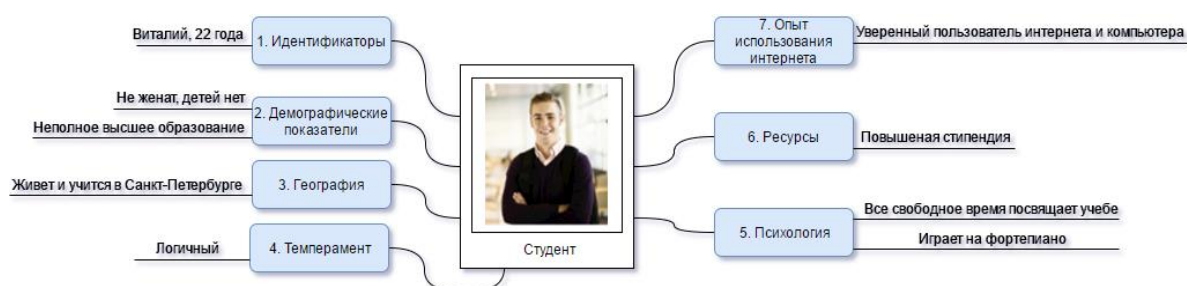 Виталий, 22 года
1. Идентификаторы
Не женат, детей нет
Неполное высшее образование
2. Демографические
показатели
Живет и учится в Санкт-Петербурге
3. География
Логичный
4. Темперамент
Студент
7. Опыт
использования
интернета
Уверенный пользователь интернета и компьютера
6. Ресурсы
Повышеная стипендия
5. Психология
Все свободное время посвящает учебе
Играет на фортепиано